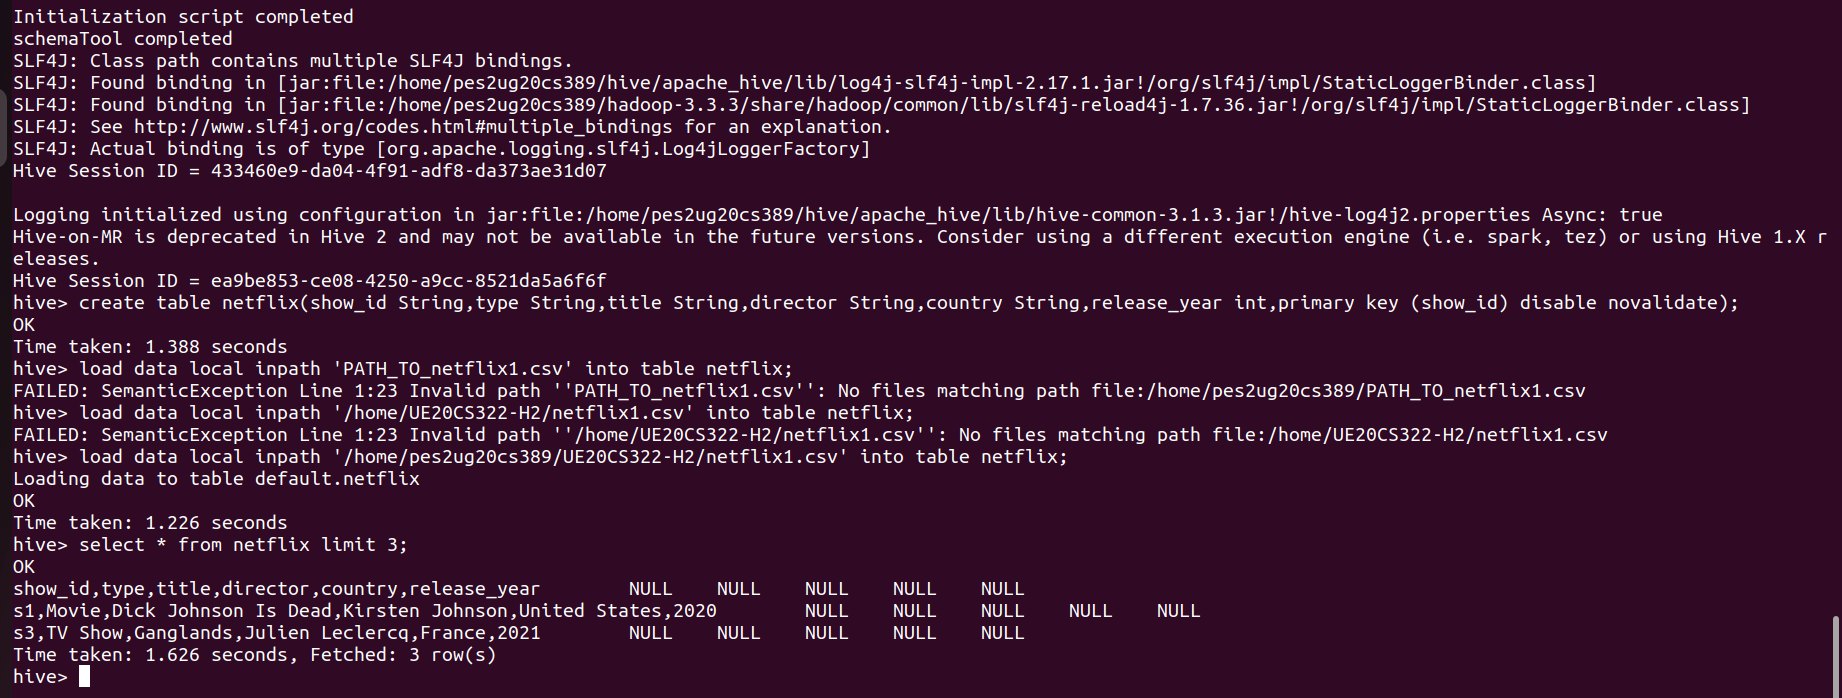 Initialization script completed
schemaTool completed
SLF4J: Class path contains multiple SLF4J bindings.
SLF4J: Found binding in [jar:file:/home/pes2ug20cs389/hive/apache_hive/lib/log4j-slf4j-impl-2.17.1.jar!/org/slf4j/impl/StaticLoggerBinder.class]
SLF4J: Found binding in [jar:file:/home/pes2ug20cs389/hadoop-3.3.3/share/hadoop/common/lib/slf4j-reload4j-1.7.36.jar!/org/slf4j/impl/StaticLoggerBinder.class]
SLF4J: See http://www.slf4j.org/codes.html#multiple_bindings for an explanation.
SLF4J: Actual binding is of type [org.apache.logging.slf4j.Log4jLoggerFactory]
Hive Session ID = 433460e9-da04-4f91-adf8-da373ae31d07

Logging initialized using configuration in jar:file:/home/pes2ug20cs389/hive/apache_hive/lib/hive-common-3.1.3.jar!/hive-log4j2.properties Async: true
Hive-on-MR is deprecated in Hive 2 and may not be available in the future versions. Consider using a different execution engine (i.e. spark, tez) or using Hive 1.X r
eleases.
Hive Session ID = ea9be853-ce08-4250-a9cc-8521da5a6f6f
hive> create table netflix(show_id String,type String,title String,director String,country String,release_year int,primary key (show_id) disable novalidate);
OK
Time taken: 1.388 seconds
hive> load data local inpath 'PATH_TO_netflix1.csv' into table netflix;
FAILED: SemanticException Line 1:23 Invalid path ''PATH_TO_netflix1.csv'': No files matching path file:/home/pes2ug20cs389/PATH_TO_netflix1.csv
hive> load data local inpath '/home/UE20CS322-H2/netflix1.csv' into table netflix;
FAILED: SemanticException Line 1:23 Invalid path ''/home/UE20CS322-H2/netflix1.csv'': No files matching path file:/home/UE20CS322-H2/netflix1.csv
hive> load data local inpath '/home/pes2ug20cs389/UE20CS322-H2/netflix1.csv' into table netflix;
Loading data to table default.netflix
OK
Time taken: 1.226 seconds
hive> select * from netflix limit 3;
OK
show_id,type,title,director,country,release_year	NULL	NULL	NULL	NULL	NULL
s1,Movie,Dick Johnson Is Dead,Kirsten Johnson,United States,2020	NULL	NULL	NULL	NULL	NULL
s3,TV Show,Ganglands,Julien Leclercq,France,2021	NULL	NULL	NULL	NULL	NULL
Time taken: 1.626 seconds, Fetched: 3 row(s)
hive>